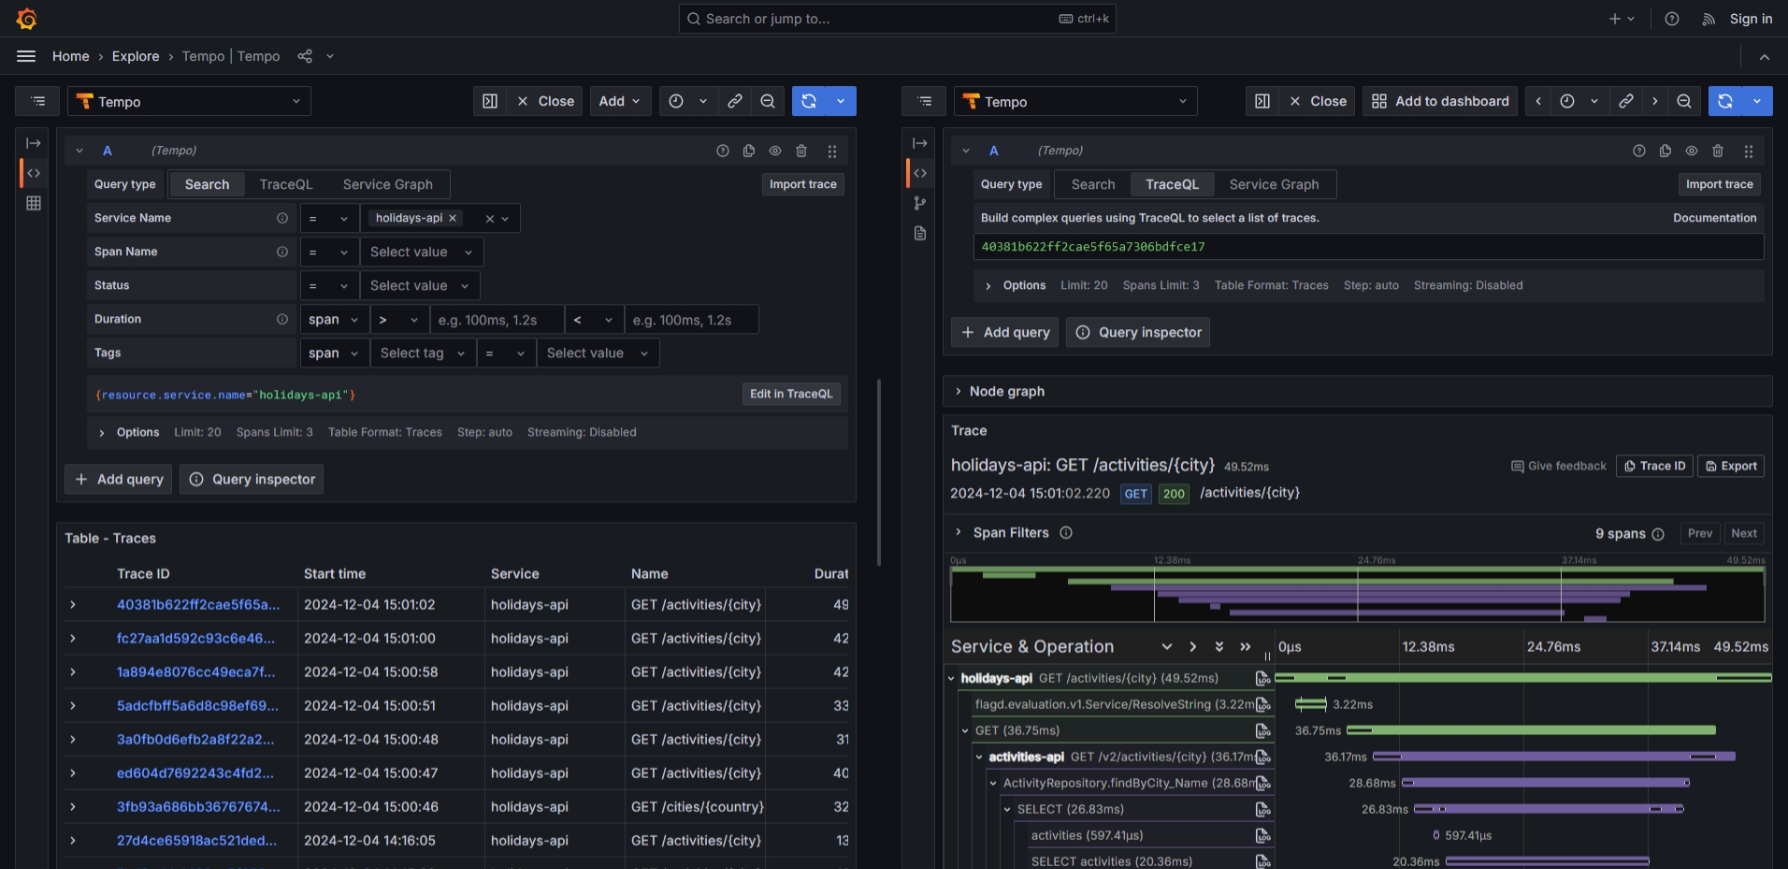 Search or jump to...
ctrl+k
Sign in
Home › Explore › Tempo | Tempo
Tempo
Close
Add
A
(Tempo)
Query type
Search
TraceQL
Service Graph
Import trace
Service Name
=
holidays-api
Span Name
=
Select value
Status
=
Select value
Duration
span
>
e.g. 100ms, 1.2s
<
e.g. 100ms, 1.2s
Tags
span
Select tag
=
Select value
{resource.service.name="holidays-api"}
Edit in TraceQL
Options
Limit: 20
Spans Limit: 3
Table Format: Traces
Step: auto
Streaming: Disabled
+ Add query
Query inspector
Table - Traces
Trace ID Start time Service Name Durat
40381b622ff2cae5f65a... 2024-12-04 15:01:02 holidays-api GET /activities/{city} 49
fc27aa1d592c93c6e46... 2024-12-04 15:01:00 holidays-api GET /activities/{city} 42
1a894e8076cc49eca7f... 2024-12-04 15:00:58 holidays-api GET /activities/{city} 42
5adcfbff5a6d8c98ef69... 2024-12-04 15:00:51 holidays-api GET /activities/{city} 33
3a0fb0d6efb2a8f22a2... 2024-12-04 15:00:48 holidays-api GET /activities/{city} 31
ed604d7692243c4fd2... 2024-12-04 15:00:47 holidays-api GET /activities/{city} 40
3fb93a686bb36767674... 2024-12-04 15:00:46 holidays-api GET /cities/{country} 32
27d4ce65918ac521ded... 2024-12-04 14:16:05 holidays-api GET /activities/{city} 13
Tempo
Close
Add to dashboard
A
(Tempo)
Query type
Search
TraceQL
Service Graph
Import trace
Build complex queries using TraceQL to select a list of traces.
Documentation
40381b622ff2cae5f65a7306bdfce17
Options
Limit: 20
Spans Limit: 3
Table Format: Traces
Step: auto
Streaming: Disabled
+ Add query
Query inspector
Node graph
Trace
holidays-api: GET /activities/{city} 49.52ms
Give feedback
Trace ID
Export
2024-12-04 15:01:02.220 GET 200 /activities/{city}
Span Filters
9 spans
Prev
Next
0µs 12.38ms 24.76ms 37.14ms 49.52ms
Service & Operation
0µs 12.38ms 24.76ms 37.14ms 49.52ms
holidays-api GET /activities/{city} (49.52ms)
flagd.evaluation.v1.Service/ResolveString (3.22m
3.22ms
GET (36.75ms)
36.75ms
activities-api GET /v2/activities/{city} (36.17m
36.17ms
ActivityRepository.findByCity_Name (28.68m
28.68ms
SELECT (26.83ms)
26.83ms
activities (597.41µs)
597.41µs
SELECT activities (20.36ms)
20.36ms